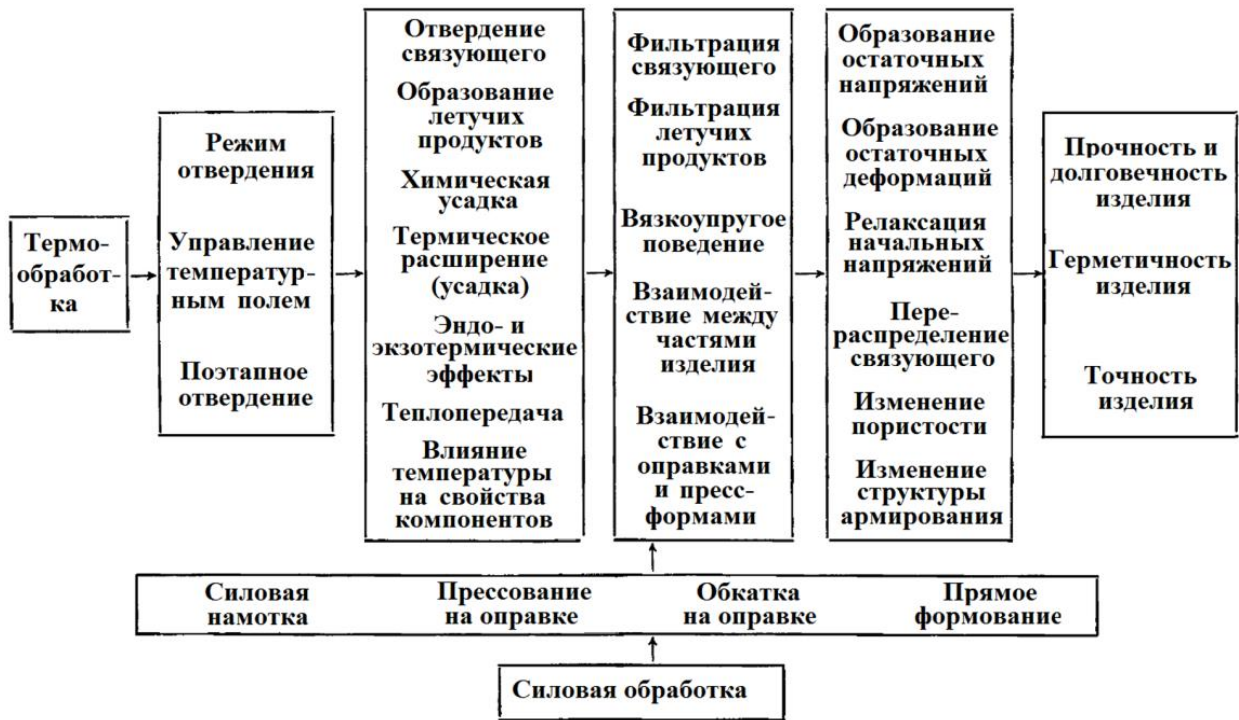 Термо-
обработ-
ка
Режим
отвердения
Управление
температур-
ным полем
Поэтапное
отвердение
Отвердение
связующего
Образование
летучих
продуктов
Химическая
усадка
Термическое
расширение
(усадка)
Эндо- и
экзотермические
эффекты
Теплопередача
Влияние
температуры
на свойства
компонентов
Фильтрация
связующего
Фильтрация
летучих
продуктов
Вязкоупругое
поведение
Взаимодей-
ствие между
частями
изделия
Взаимодей-
ствие с
оправками
и пресс-
формами
Образование
остаточных
напряжений
Образование
остаточных
деформаций
Релаксация
начальных
напряжений
Пере-
распределение
связующего
Изменение
пористости
Изменение
структуры
армирования
Прочность и
долговечность
изделия
Герметичность
изделия
Точность
изделия
Силовая
намотка
Прессование
на оправке
Обкатка
на оправке
Прямое
формование
Силовая обработка